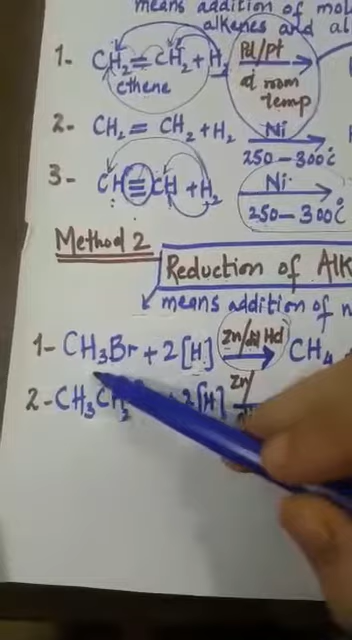 means addition of mol
alkenes and al
1- CH₂=CH₂+H₂ Pd/Pt
ethene at room
temp
2- CH₂=CH₂+H₂ Ni
250-300°C
3- CH≡CH+H₂ Ni
250-300°C
Method 2
Reduction of Alk
means addition of n
1- CH₃Br+2[H] Zn/dil Hcl CH₄
2- CH₃CH₂ 2[H] Zn/